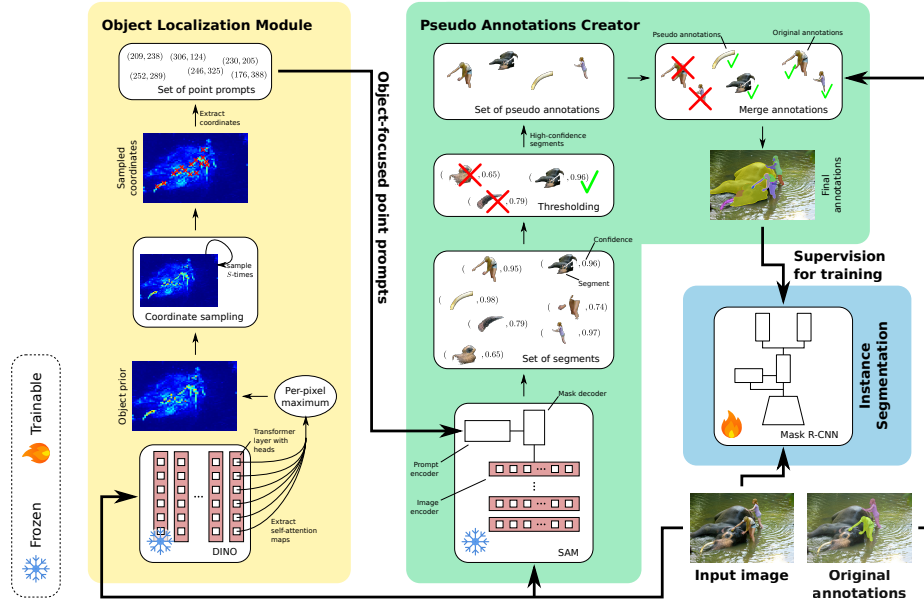 Object Localization Module
(209, 238)
(306, 124)
(230, 205)
(252, 289)
(246, 325)
(176, 388)
Set of point prompts
Extract
coordinates
Sampled
coordinates
sample
S-times
Coordinate sampling
Object prior
Per-pixel
maximum
Transformer
layer with
heads
...
Extract
self-attention
maps
DINO
Trainable
Frozen
Object-focused point prompts
Pseudo Annotations Creator
Set of pseudo annotations
Pseudo annotations
Original annotations
Merge annotations
High-confidence
segments
( , 0.65)
( , 0.96)
( , 0.79)
Thresholding
Final
annotations
Confidence
( , 0.95)
( , 0.96)
Segment
( , 0.98)
( , 0.74)
( , 0.79)
( , 0.97)
( , 0.65)
Set of segments
Mask decoder
Prompt
encoder
Image
encoder
...
...
...
...
SAM
Supervision
for training
Mask R-CNN
Instance
Segmentation
Input image
Original
annotations